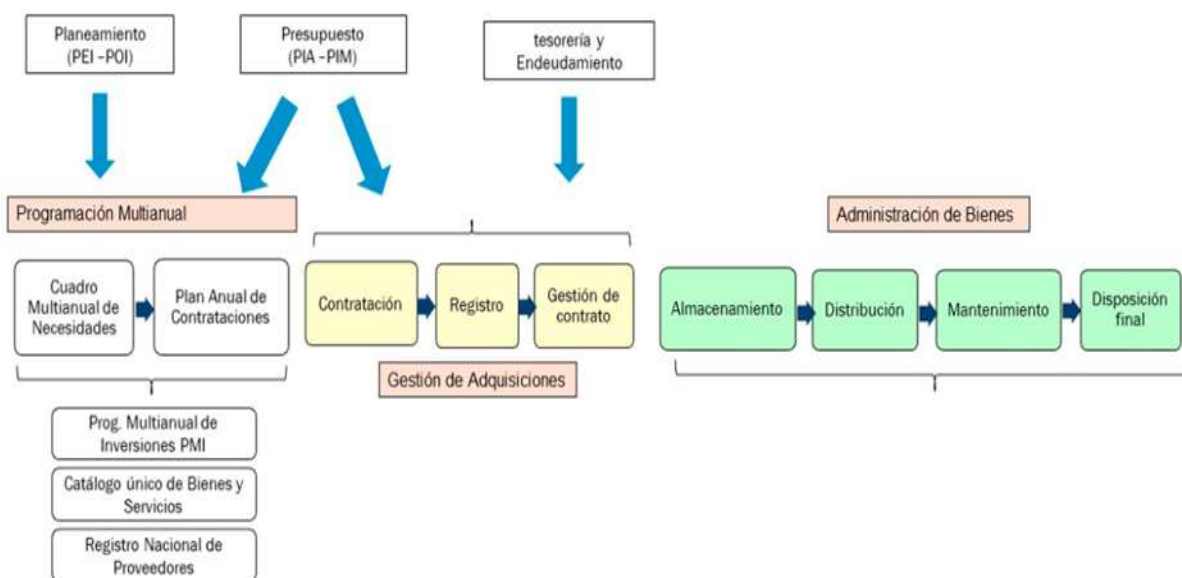 Planeamiento
(PEI –POI)
Presupuesto
(PIA –PIM)
tesorería y
Endeudamiento
Programación Multianual
Administración de Bienes
Cuadro
Multianual de
Necesidades
Plan Anual de
Contrataciones
Contratación
Registro
Gestión de
contrato
Almacenamiento
Distribución
Mantenimiento
Disposición
final
Gestión de Adquisiciones
Prog. Multianual de
Inversiones PMI
Catálogo único de Bienes y
Servicios
Registro Nacional de
Proveedores